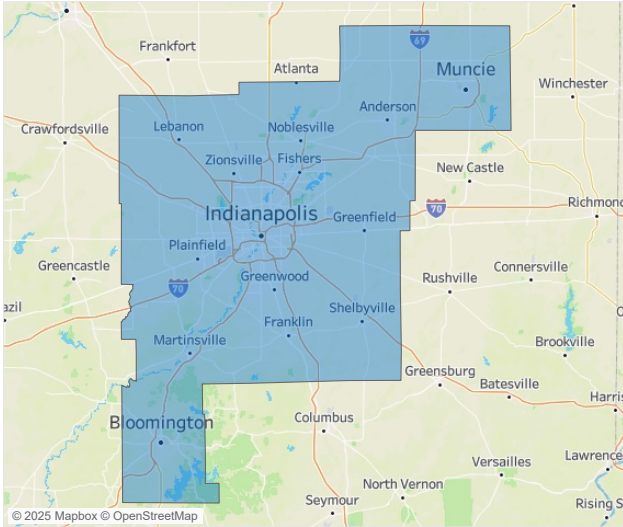 Frankfort
69
Atlanta
Muncie
Winchester
Anderson
Crawfordsville
Lebanon
Noblesville
Zionsville
Fishers
New Castle
Indianapolis
Greenfield
70
Richmond
Plainfield
Greencastle
Connersville
Greenwood
Rushville
70
azil
Shelbyville
Franklin
Martinsville
Brookville
Greensburg
Batesville
Harris
Bloomington
Columbus
Lawrence
Versailles
North Vernon
Seymour
Rising S
© 2025 Mapbox © OpenStreetMap